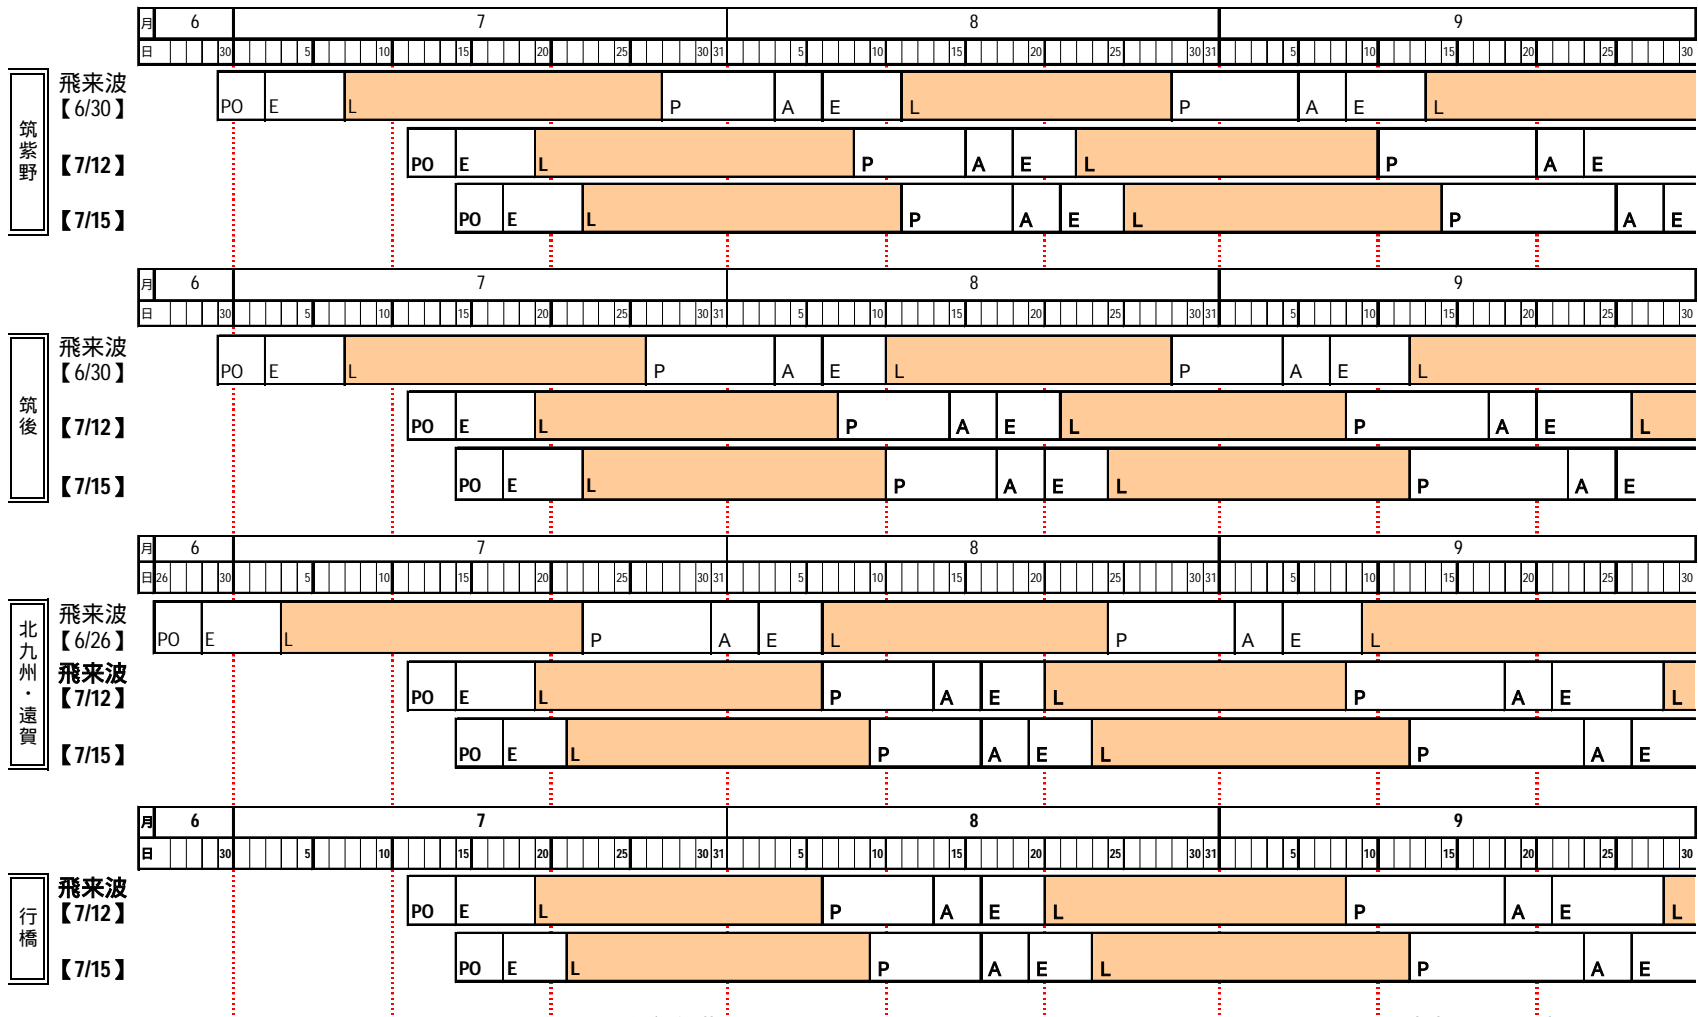 月 6 7 8 9
日 30 5 10 15 20 25 30 31 5 10 15 20 25 30 31 5 10 15 20 25 30
筑紫野
飛来波
【6/30】 PO E L P A E L P A E L
【7/12】 PO E L P A E L P A E
【7/15】 PO E L P A E L P A E
月 6 7 8 9
日 30 5 10 15 20 25 30 31 5 10 15 20 25 30 31 5 10 15 20 25 30
筑後
飛来波
【6/30】 PO E L P A E L P A E L
【7/12】 PO E L P A E L P A E L
【7/15】 PO E L P A E L P A E
月 6 7 8 9
日 26 30 5 10 15 20 25 30 31 5 10 15 20 25 30 31 5 10 15 20 25 30
北九州・遠賀
飛来波
【6/26】 PO E L P A E L P A E L
飛来波
【7/12】 PO E L P A E L P A E L
【7/15】 PO E L P A E L P A E
月 6 7 8 9
日 30 5 10 15 20 25 30 31 5 10 15 20 25 30 31 5 10 15 20 25 30
行橋
飛来波
【7/12】 PO E L P A E L P A E L
【7/15】 PO E L P A E L P A E